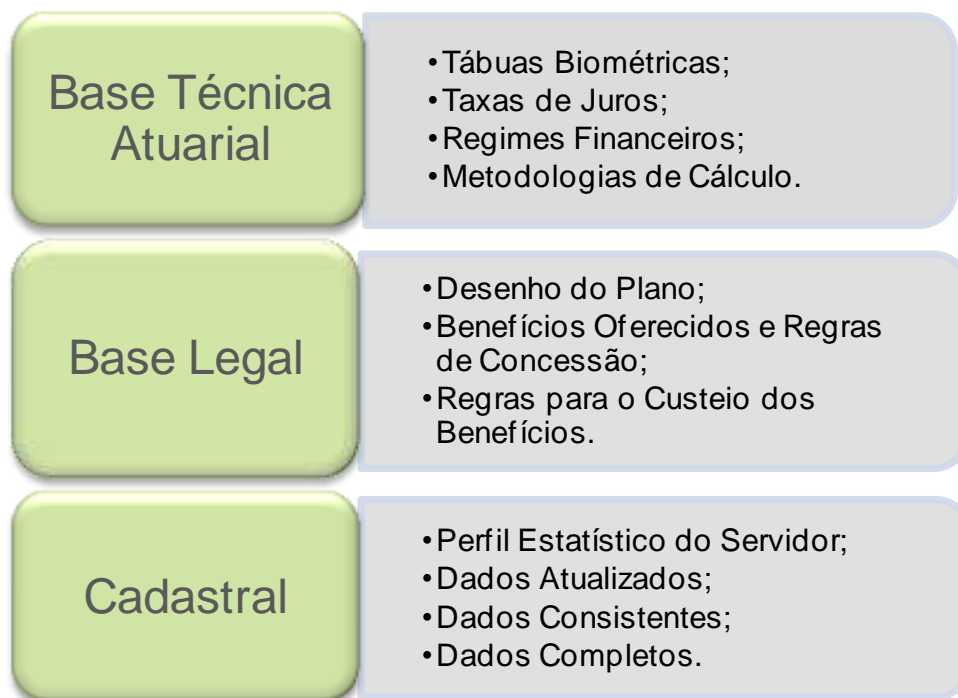 Base Técnica
Atuarial
•Tábuas Biométricas;
•Taxas de Juros;
•Regimes Financeiros;
•Metodologias de Cálculo.
Base Legal
•Desenho do Plano;
•Benefícios Oferecidos e Regras
de Concessão;
•Regras para o Custeio dos
Benefícios.
Cadastral
•Perfil Estatístico do Servidor;
•Dados Atualizados;
•Dados Consistentes;
•Dados Completos.